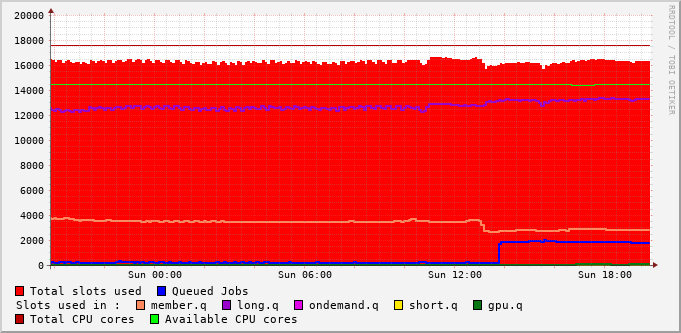 20000
18000
16000
14000
12000
10000
8000
6000
4000
2000
0
Sun 00:00 Sun 06:00 Sun 12:00 Sun 18:00
RRDTOOL / TOBI OETIKER
Total slots used Queued Jobs
Slots used in : member.q long.q ondemand.q short.q gpu.q
Total CPU cores Available CPU cores